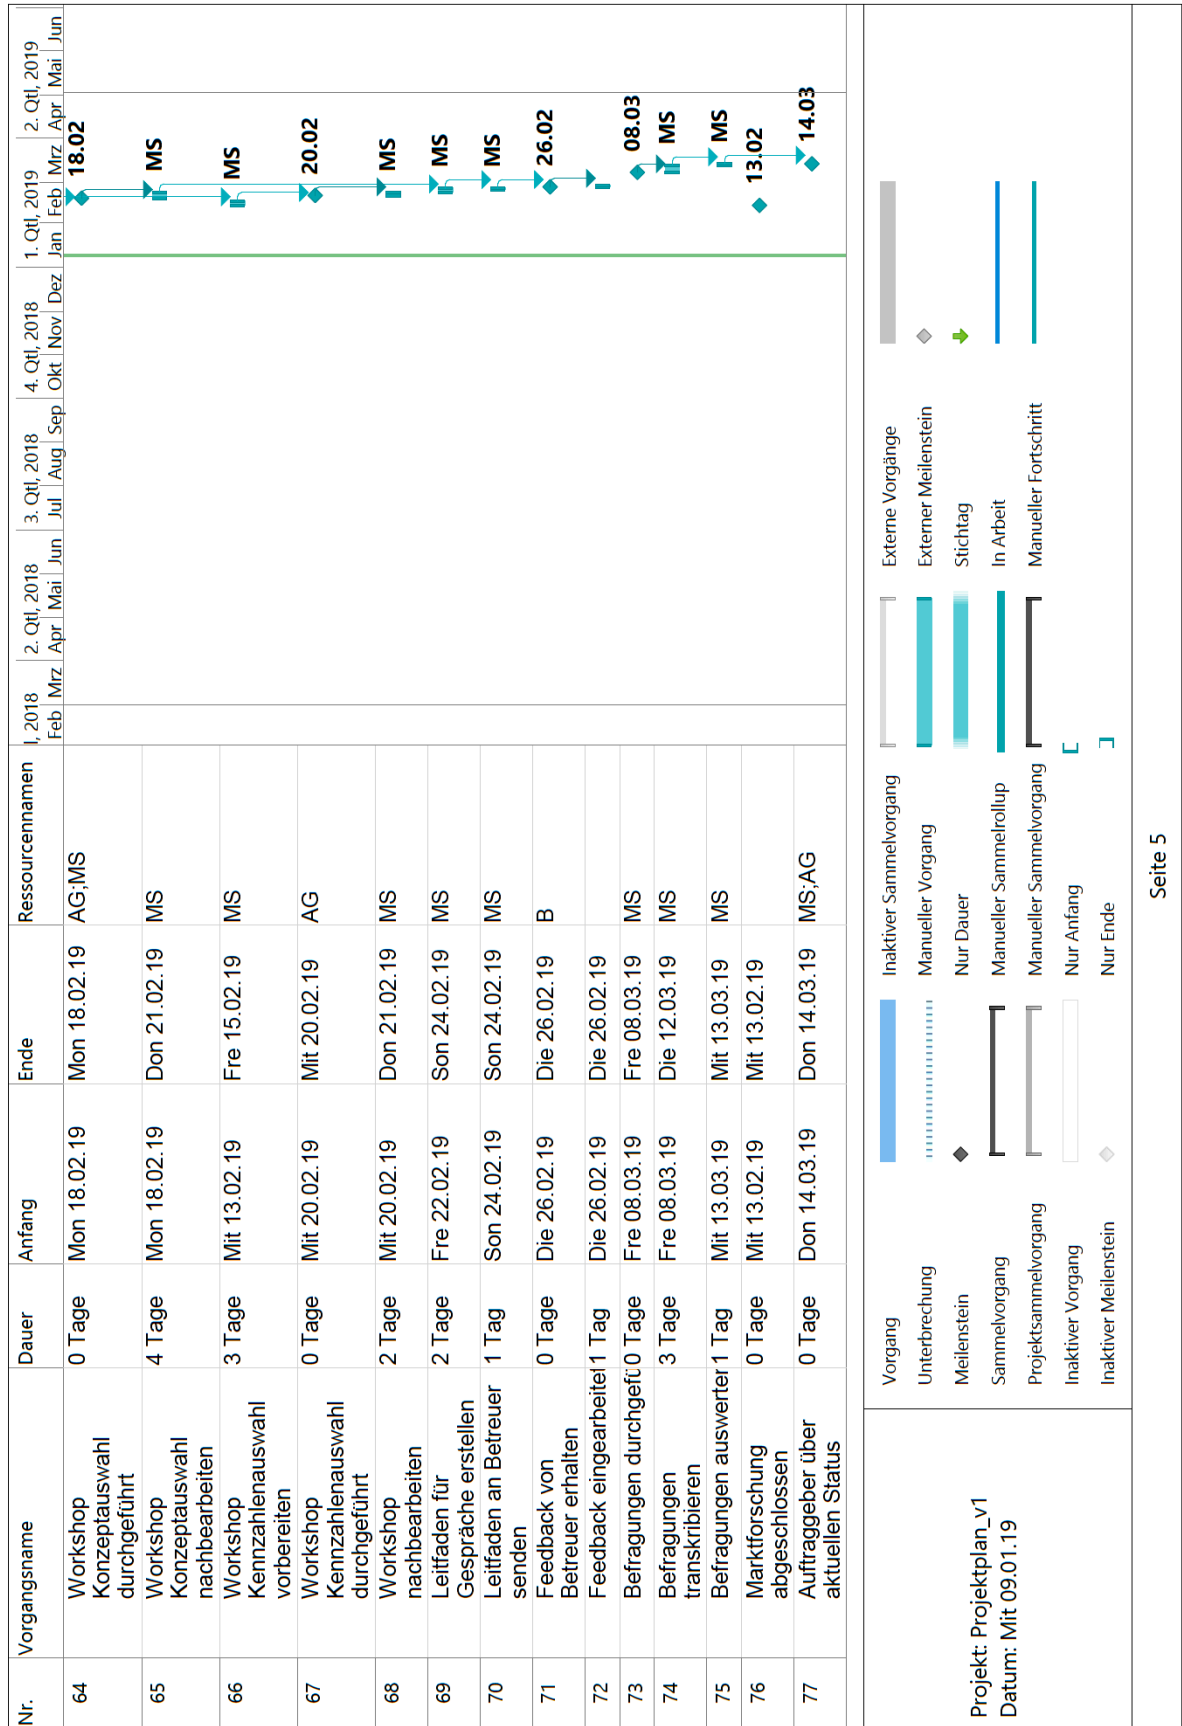 Nr. Vorgangsname Dauer Anfang Ende Ressourcennamen
l, 2018 2. Qtl, 2018 3. Qtl, 2018 4. Qtl, 2018 1. Qtl, 2019 2. Qtl, 2019
Feb Mrz Apr Mai Jun Jul Aug Sep Okt Nov Dez Jan Feb Mrz Apr Mai Jun
64 Workshop 0 Tage Mon 18.02.19 Mon 18.02.19 AG;MS 18.02
Konzeptauswahl
durchgeführt
65 Workshop 4 Tage Mon 18.02.19 Don 21.02.19 MS MS
Konzeptauswahl
nachbearbeiten
66 Workshop 3 Tage Mit 13.02.19 Fre 15.02.19 MS MS
Kennzahlenauswahl
vorbereiten
67 Workshop 0 Tage Mit 20.02.19 Mit 20.02.19 AG 20.02
Kennzahlenauswahl
durchgeführt
68 Workshop 2 Tage Mit 20.02.19 Don 21.02.19 MS MS
nachbearbeiten
69 Leitfaden für 2 Tage Fre 22.02.19 Son 24.02.19 MS MS
Gespräche erstellen
70 Leitfaden an Betreuer 1 Tag Son 24.02.19 Son 24.02.19 MS MS
senden
71 Feedback von 0 Tage Die 26.02.19 Die 26.02.19 B 26.02
Betreuer erhalten
72 Feedback eingearbeitet 1 Tag Die 26.02.19 Die 26.02.19
73 Befragungen durchgefü 0 Tage Fre 08.03.19 Fre 08.03.19 MS 08.03
74 Befragungen 3 Tage Fre 08.03.19 Die 12.03.19 MS MS
transkribieren
75 Befragungen auswerter 1 Tag Mit 13.03.19 Mit 13.03.19 MS MS
76 Marktforschung 0 Tage Mit 13.02.19 Mit 13.02.19 13.02
abgeschlossen
77 Auftraggeber über 0 Tage Don 14.03.19 Don 14.03.19 MS;AG 14.03
aktuellen Status
Projekt: Projektplan_v1
Datum: Mit 09.01.19
Vorgang
Unterbrechung
Meilenstein
Sammelvorgang
Projektsammelvorgang
Inaktiver Vorgang
Inaktiver Meilenstein
Inaktiver Sammelvorgang
Manueller Vorgang
Nur Dauer
Manueller Sammelrollup
Manueller Sammelvorgang
Nur Anfang
Nur Ende
Externe Vorgänge
Externer Meilenstein
Stichtag
In Arbeit
Manueller Fortschritt
Seite 5